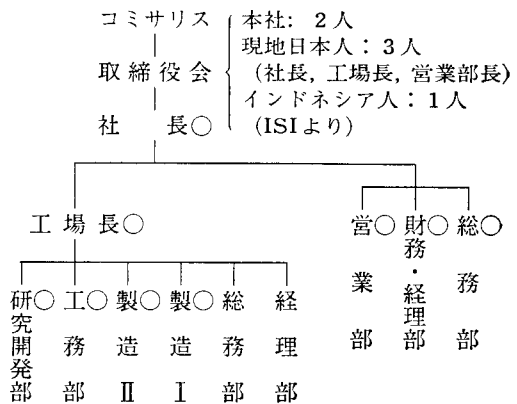 コミサリス
取締役会
社長○
本社: 2人
現地日本人: 3人
(社長, 工場長, 営業部長)
インドネシア人: 1人
(ISIより)
工場長○
営業部○
財務・経理部○
総務部○
研究開発部○
工務部○
製造Ⅱ○
製造Ⅰ○
総務部
経理部